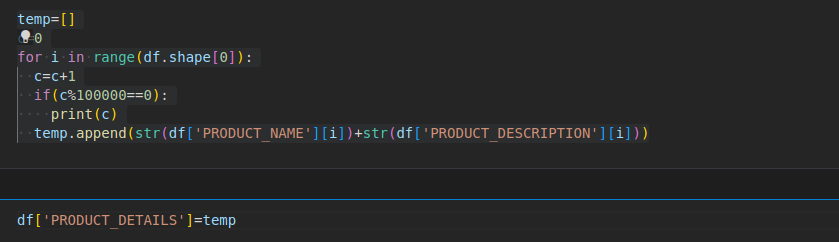 temp=[]
=0
for i in range(df.shape[0]):
  c=c+1
  if(c%100000==0):
    print(c)
  temp.append(str(df['PRODUCT_NAME'][i])+str(df['PRODUCT_DESCRIPTION'][i]))
df['PRODUCT_DETAILS']=temp